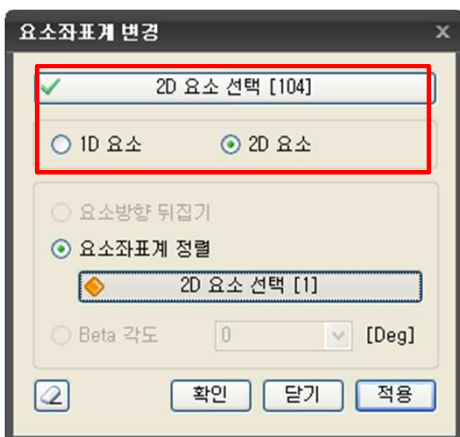 요소좌표계 변경
2D 요소 선택 [104]
1D 요소 2D 요소
요소방향 뒤집기
요소좌표계 정렬
2D 요소 선택 [1]
Beta 각도 0 [Deg]
확인 닫기 적용